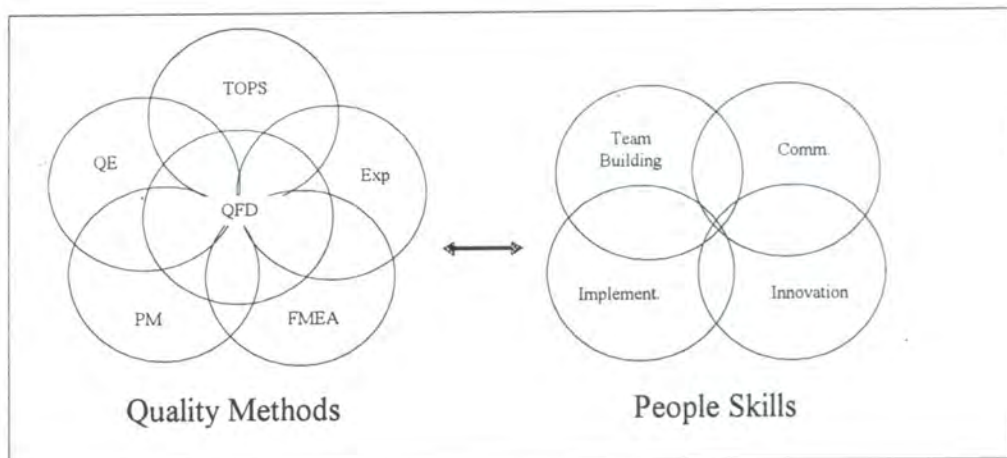 TOPS
QE
Exp
QFD
PM
FMEA
Quality Methods
Team
Building
Comm.
Implement.
Innovation
People Skills